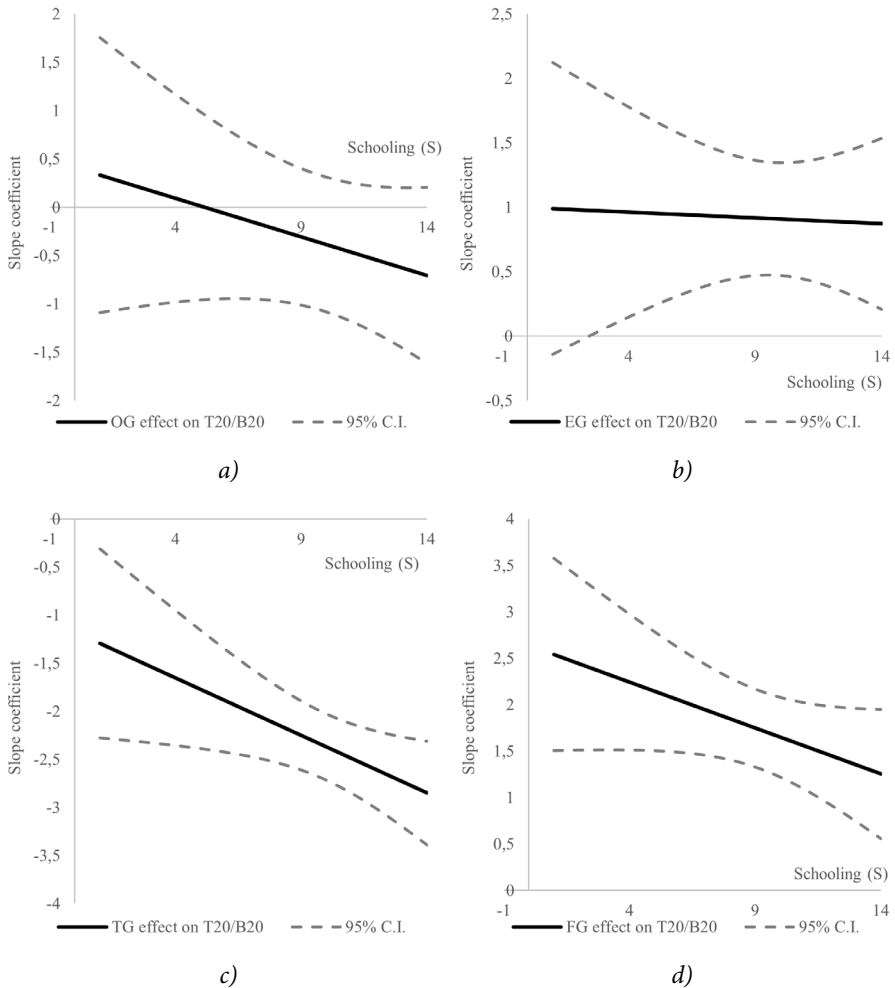 2
1,5
1
0,5
0
-0,5
-1
-1,5
-2
Slope coefficient
-1 4 9 14
Schooling (S)
OG effect on T20/B20 95% C.I.
a)
2,5
2
1,5
1
0,5
0
-0,5
Slope coefficient
-1 4 9 14
Schooling (S)
EG effect on T20/B20 95% C.I.
b)
0
-0,5
-1
-1,5
-2
-2,5
-3
-3,5
-4
Slope coefficient
-1 4 9 14
Schooling (S)
TG effect on T20/B20 95% C.I.
c)
4
3,5
3
2,5
2
1,5
1
0,5
0
Slope coefficient
Schooling (S)
-1 4 9 14
FG effect on T20/B20 95% C.I.
d)